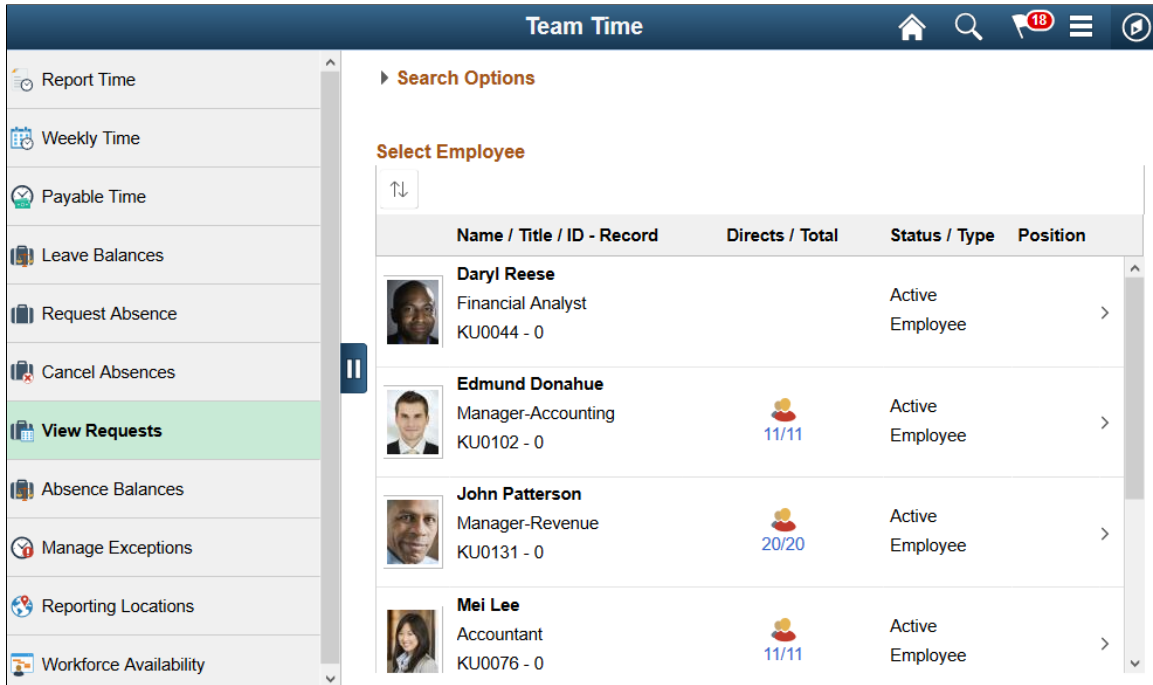 Team Time
18
Report Time
Weekly Time
Payable Time
Leave Balances
Request Absence
Cancel Absences
View Requests
Absence Balances
Manage Exceptions
Reporting Locations
Workforce Availability
Search Options
Select Employee
Name / Title / ID - Record Directs / Total Status / Type Position
Daryl Reese
Financial Analyst
KU0044 - 0
Active
Employee
Edmund Donahue
Manager-Accounting
KU0102 - 0
11/11
Active
Employee
John Patterson
Manager-Revenue
KU0131 - 0
20/20
Active
Employee
Mei Lee
Accountant
KU0076 - 0
11/11
Active
Employee